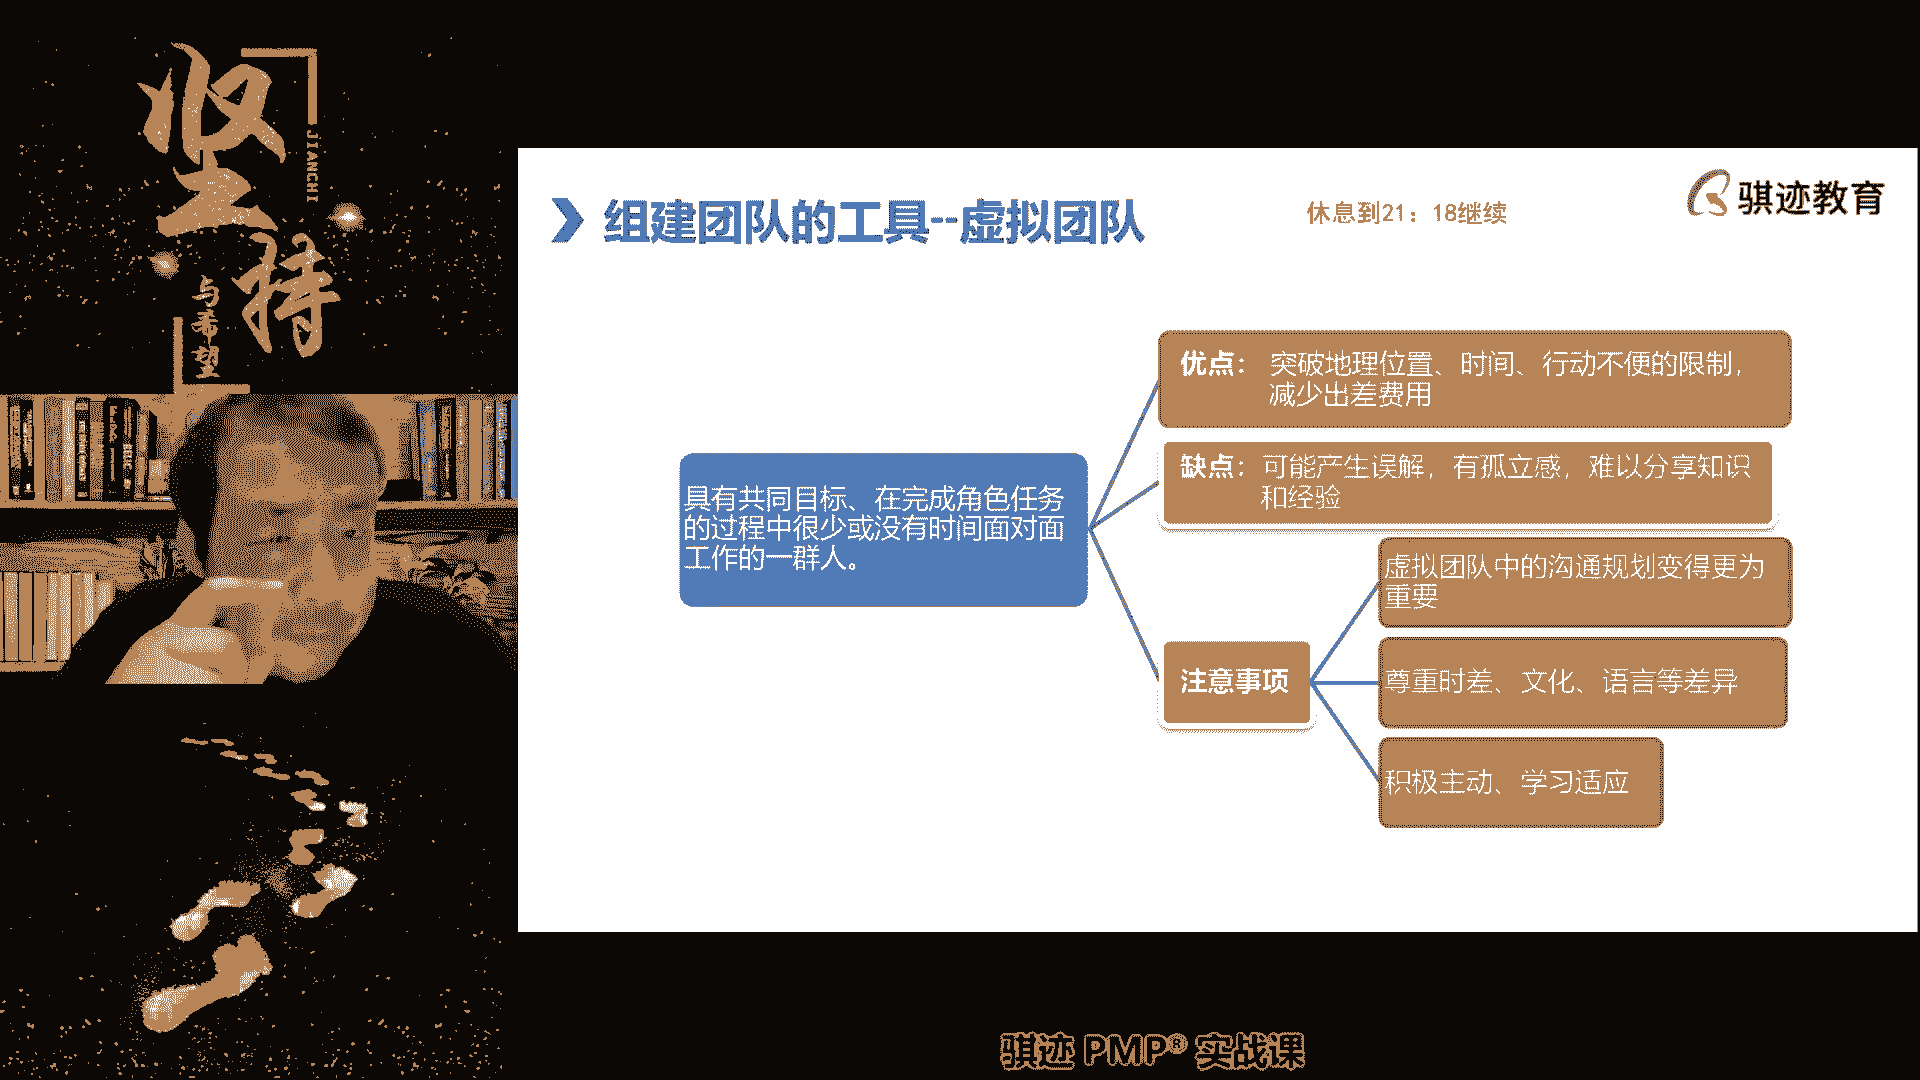 坚持
JIANCHI
与希望
组建团队的工具--虚拟团队
休息到21：18继续
骐迹教育
优点： 突破地理位置、时间、行动不便的限制，
减少出差费用
缺点：可能产生误解，有孤立感，难以分享知识
和经验
具有共同目标、在完成角色任务
的过程中很少或没有时间面对面
工作的一群人。
注意事项
虚拟团队中的沟通规划变得更为
重要
尊重时差、文化、语言等差异
积极主动、学习适应
骐迹 PMP® 实战课